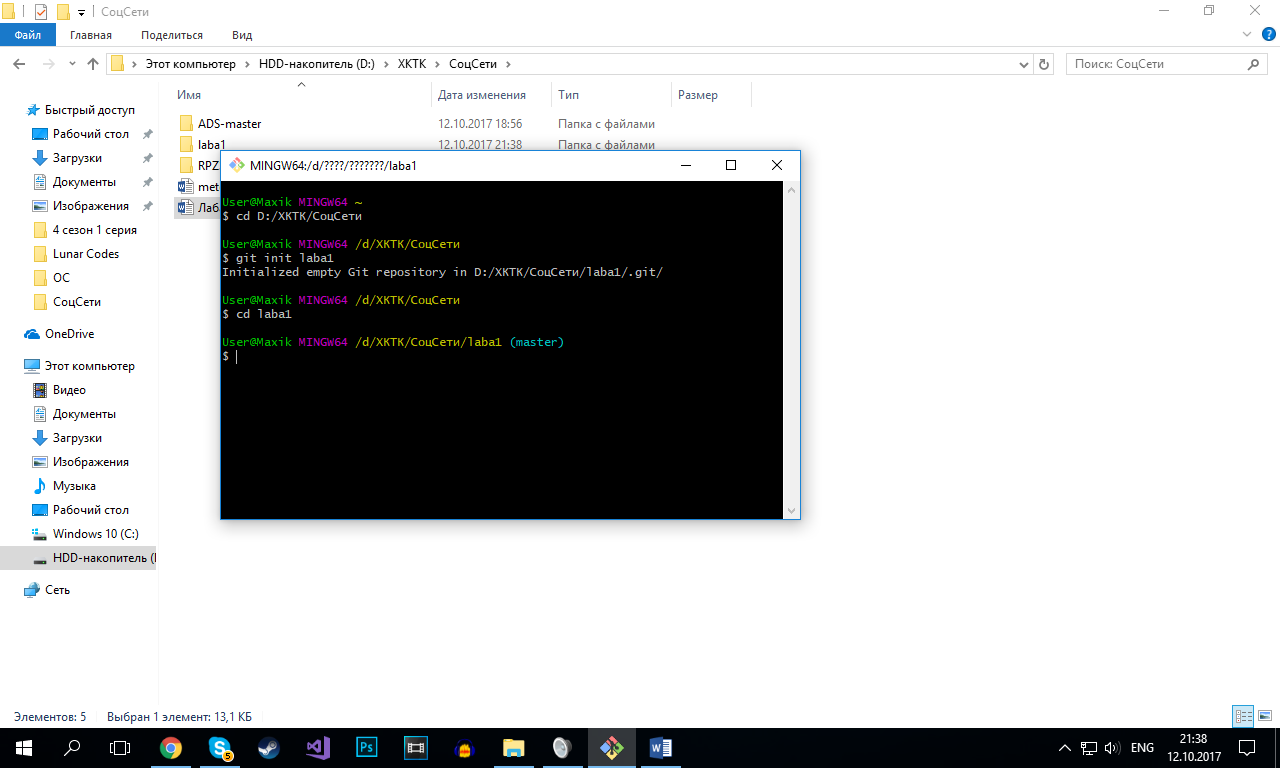 СоцСети
Файл Главная Поделиться Вид
Этот компьютер HDD-накопитель (D:) ХКТК СоцСети
Поиск: СоцСети
Имя Дата изменения Тип Размер
ADS-master 12.10.2017 18:56 Папка с файлами
laba1 12.10.2017 21:38 Папка с файлами
RPZ
met
Лаб
Быстрый доступ
Рабочий стол
Загрузки
Документы
Изображения
4 сезон 1 серия
Lunar Codes
ОС
СоцСети
OneDrive
Этот компьютер
Видео
Документы
Загрузки
Изображения
Музыка
Рабочий стол
Windows 10 (C:)
HDD-накопитель (
Сеть
MINGW64:/d/????/???????/laba1
User@Maxik MINGW64 ~
$ cd D:/ХКТК/СоцСети
User@Maxik MINGW64 /d/ХКТК/СоцСети
$ git init laba1
Initialized empty Git repository in D:/ХКТК/СоцСети/laba1/.git/
User@Maxik MINGW64 /d/ХКТК/СоцСети
$ cd laba1
User@Maxik MINGW64 /d/ХКТК/СоцСети/laba1 (master)
$
Элементов: 5 Выбран 1 элемент: 13,1 КБ
5
Ps
ENG
21:38
12.10.2017